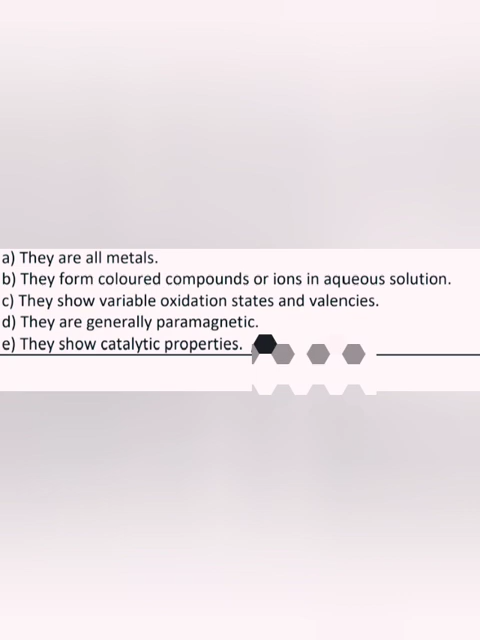 a) They are all metals.
b) They form coloured compounds or ions in aqueous solution.
c) They show variable oxidation states and valencies.
d) They are generally paramagnetic.
e) They show catalytic properties.